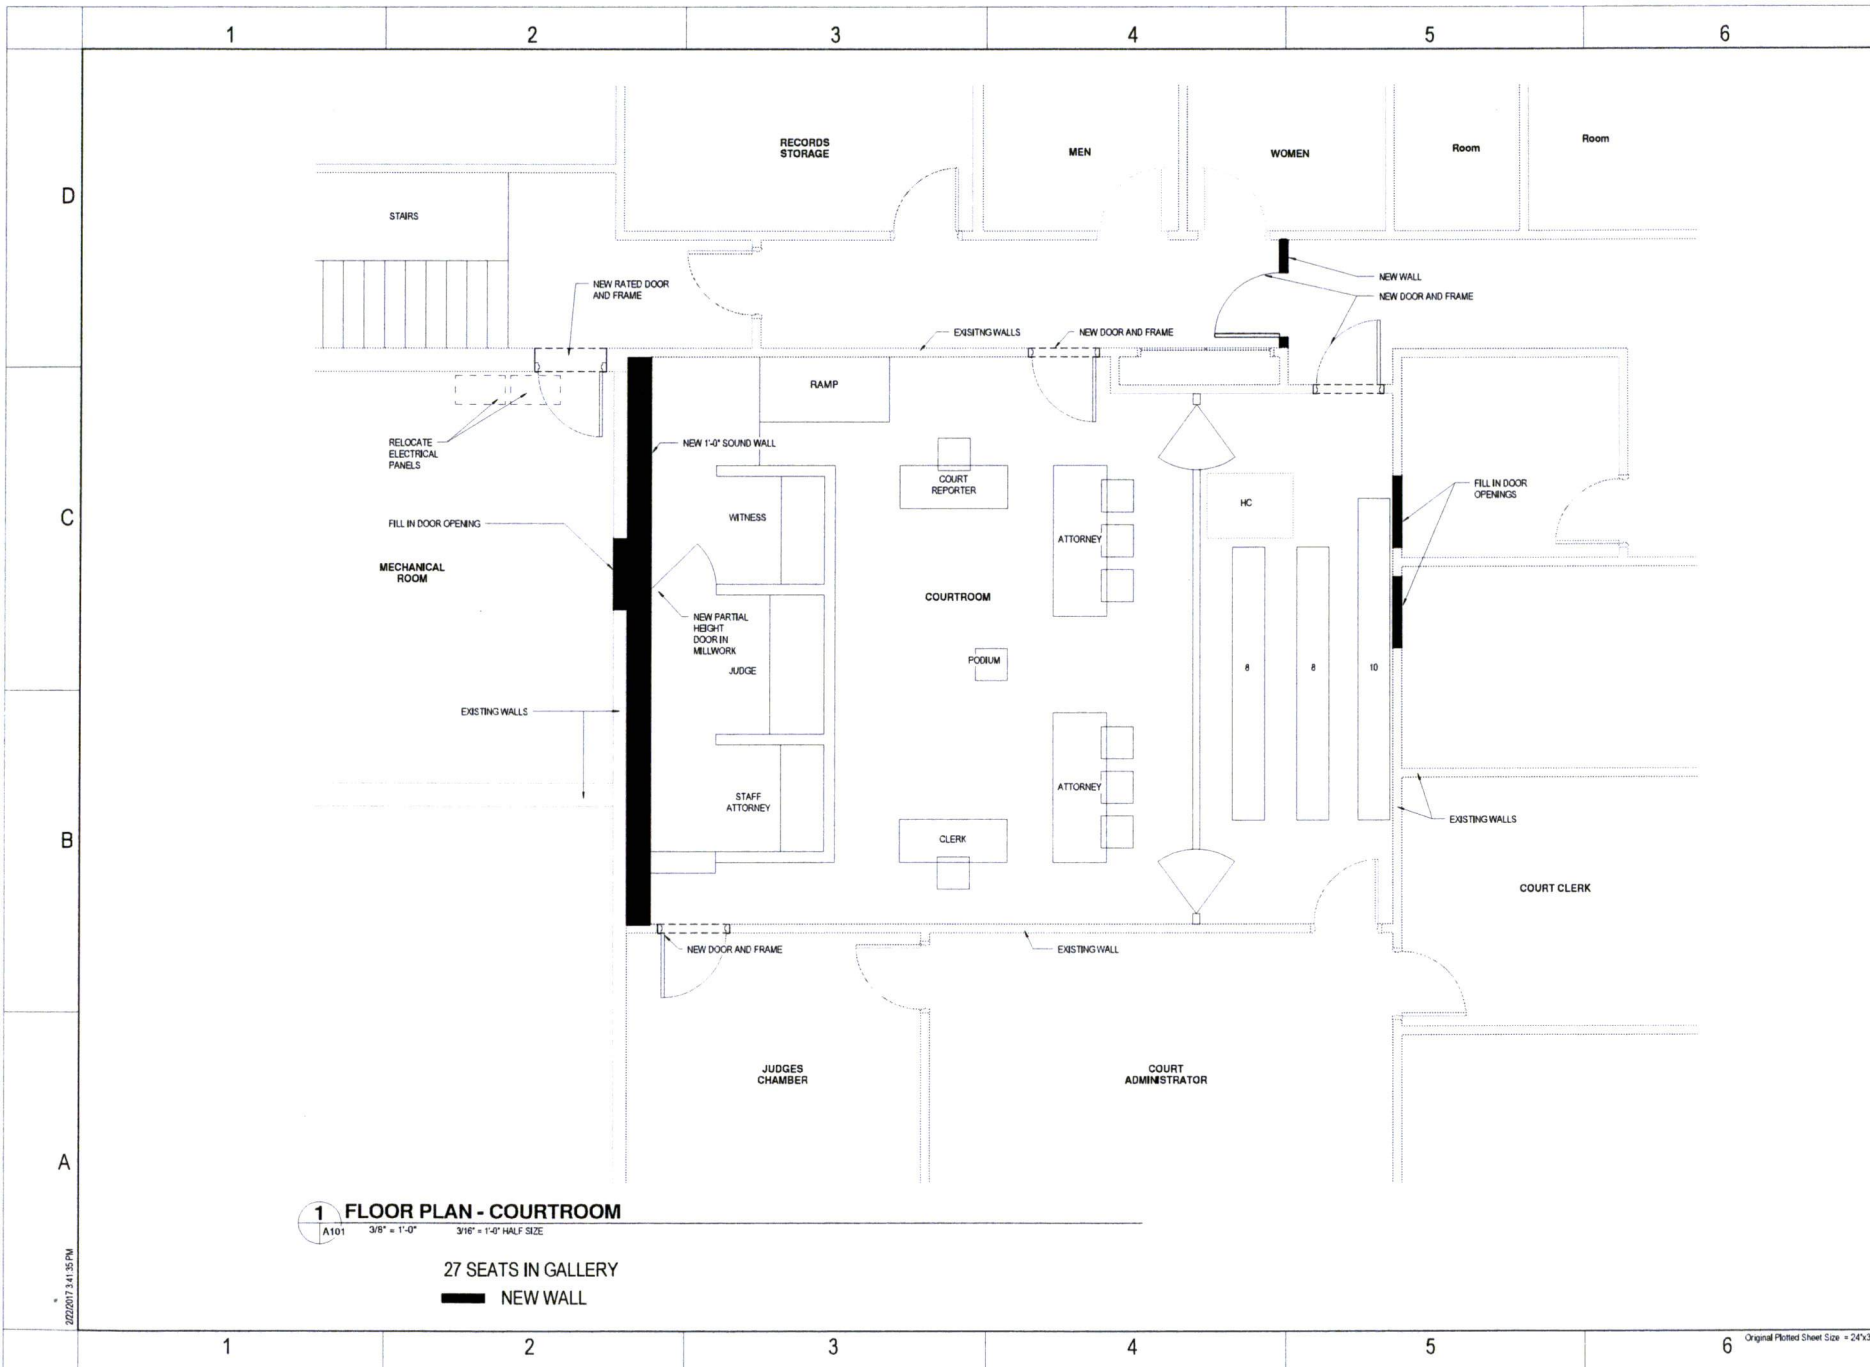 1 2 3 4 5 6
D
C
B
A
RECORDS
STORAGE
MEN
WOMEN
Room
Room
STAIRS
NEW RATED DOOR
AND FRAME
NEW WALL
NEW DOOR AND FRAME
EXISITNG WALLS
NEW DOOR AND FRAME
RAMP
RELOCATE
ELECTRICAL
PANELS
NEW 1'-0" SOUND WALL
COURT
REPORTER
HC
FILL IN DOOR
OPENINGS
WITNESS
FILL IN DOOR OPENING
ATTORNEY
MECHANICAL
ROOM
COURTROOM
NEW PARTIAL
HEIGHT
DOOR IN
MILLWORK
JUDGE
PODIUM
8
8
10
EXISTING WALLS
STAFF
ATTORNEY
ATTORNEY
CLERK
EXISTING WALLS
COURT CLERK
NEW DOOR AND FRAME
EXISTING WALL
JUDGES
CHAMBER
COURT
ADMINISTRATOR
1 FLOOR PLAN - COURTROOM
A101 3/8" = 1'-0" 3/16" = 1'-0" HALF SIZE
27 SEATS IN GALLERY
NEW WALL
2/22/2017 3:41:35 PM
1 2 3 4 5 6
Original Plotted Sheet Size = 24"x3